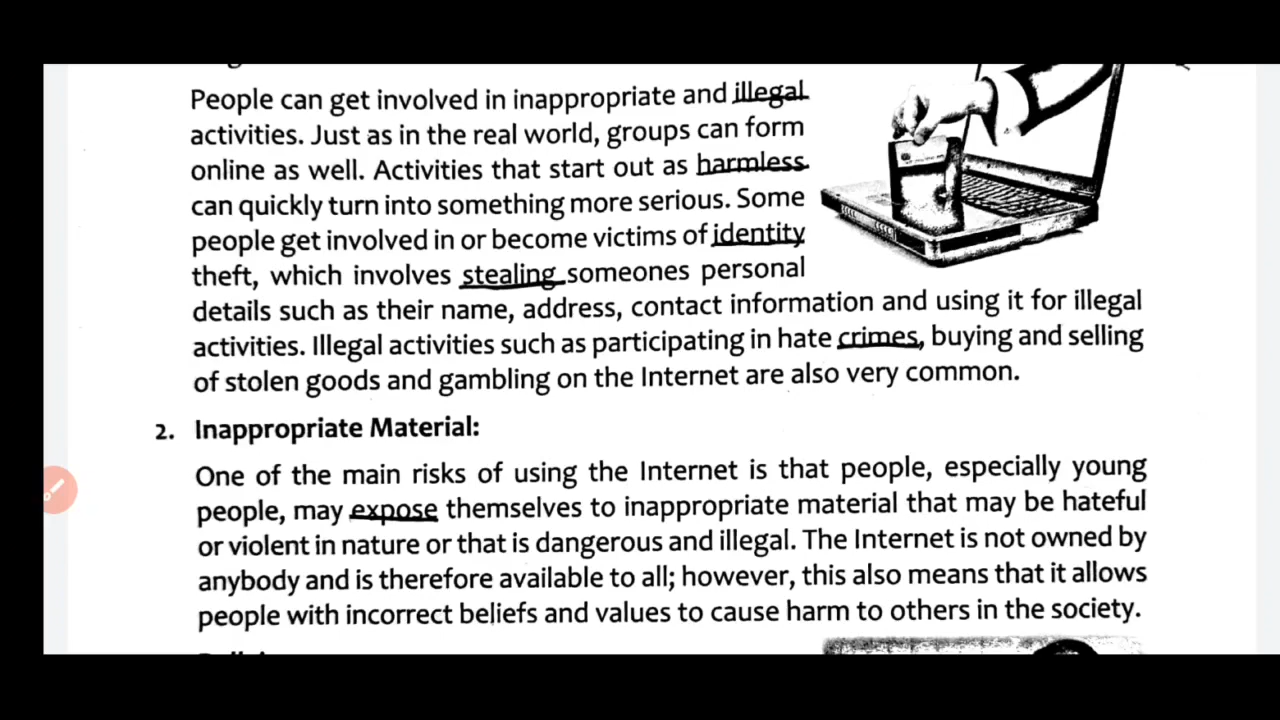 People can get involved in inappropriate and illegal
activities. Just as in the real world, groups can form
online as well. Activities that start out as harmless
can quickly turn into something more serious. Some
people get involved in or become victims of identity
theft, which involves stealing someones personal
details such as their name, address, contact information and using it for illegal
activities. Illegal activities such as participating in hate crimes, buying and selling
of stolen goods and gambling on the Internet are also very common.
2. Inappropriate Material:
One of the main risks of using the Internet is that people, especially young
people, may expose themselves to inappropriate material that may be hateful
or violent in nature or that is dangerous and illegal. The Internet is not owned by
anybody and is therefore available to all; however, this also means that it allows
people with incorrect beliefs and values to cause harm to others in the society.